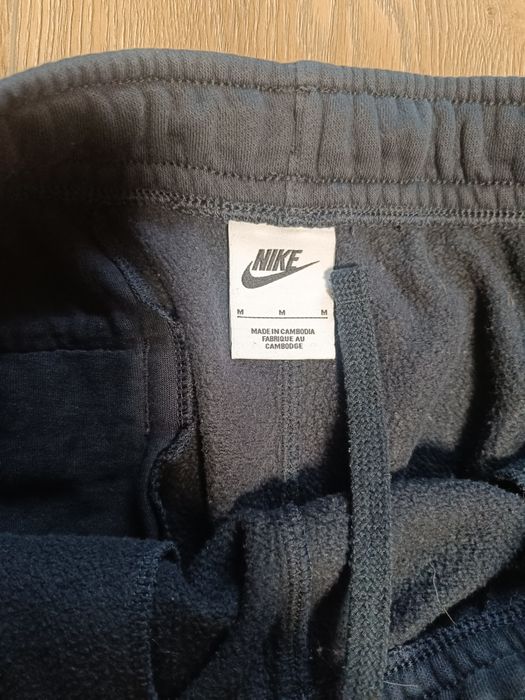 NIKE
M M M
MADE IN CAMBODIA
FABRIQUE AU
CAMBODGE